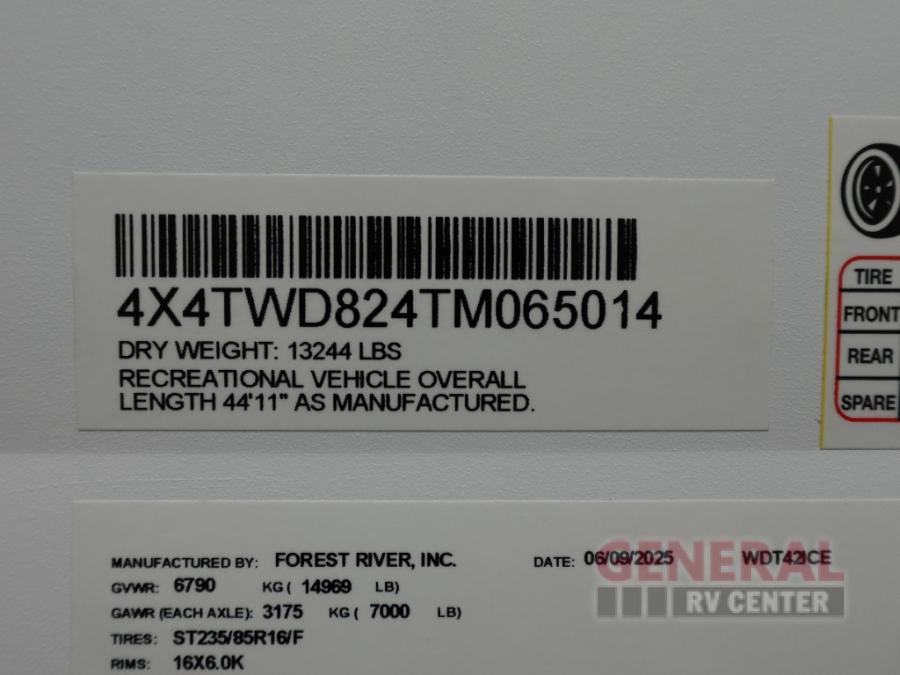 4X4TWD824TM065014
DRY WEIGHT: 13244 LBS
RECREATIONAL VEHICLE OVERALL
LENGTH 44'11" AS MANUFACTURED.
TIRE
FRONT
REAR
SPARE
MANUFACTURED BY: FOREST RIVER, INC. DATE: 06/09/2025 WDT42ICE
GVWR: 6790 KG ( 14969 LB)
GAWR (EACH AXLE): 3175 KG ( 7000 LB)
TIRES: ST235/85R16/F
RIMS: 16X6.0K
GENERAL
RV CENTER